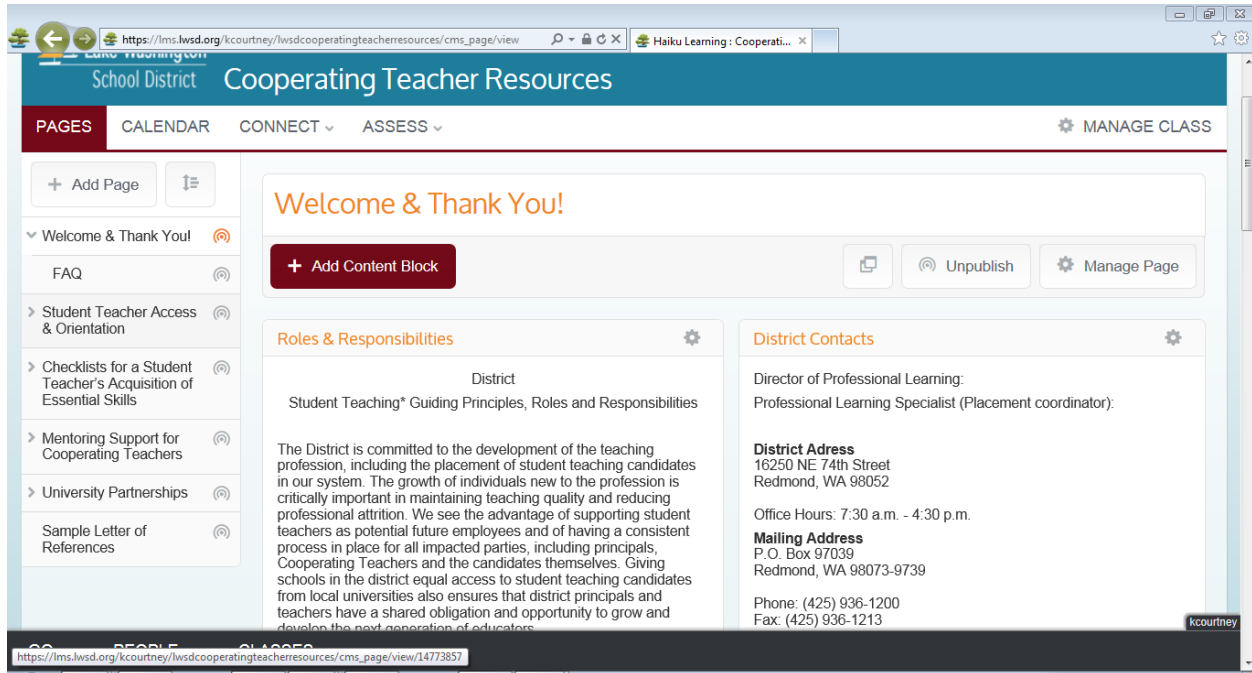 https://lms.lwsd.org/kcourtney/lwsdcooperatingteacherresources/cms_page/view
Haiku Learning : Cooperati...
Lake Washington
School District
Cooperating Teacher Resources
PAGES CALENDAR CONNECT ASSESS MANAGE CLASS
+ Add Page
Welcome & Thank You!
FAQ
Student Teacher Access
& Orientation
Checklists for a Student
Teacher's Acquisition of
Essential Skills
Mentoring Support for
Cooperating Teachers
University Partnerships
Sample Letter of
References
Welcome & Thank You!
+ Add Content Block
Unpublish
Manage Page
Roles & Responsibilities
District
Student Teaching* Guiding Principles, Roles and Responsibilities
The District is committed to the development of the teaching
profession, including the placement of student teaching candidates
in our system. The growth of individuals new to the profession is
critically important in maintaining teaching quality and reducing
professional attrition. We see the advantage of supporting student
teachers as potential future employees and of having a consistent
process in place for all impacted parties, including principals,
Cooperating Teachers and the candidates themselves. Giving
schools in the district equal access to student teaching candidates
from local universities also ensures that district principals and
teachers have a shared obligation and opportunity to grow and
develop the next generation of educators.
District Contacts
Director of Professional Learning:
Professional Learning Specialist (Placement coordinator):
District Adress
16250 NE 74th Street
Redmond, WA 98052
Office Hours: 7:30 a.m. - 4:30 p.m.
Mailing Address
P.O. Box 97039
Redmond, WA 98073-9739
Phone: (425) 936-1200
Fax: (425) 936-1213
kcourtney
PEOPLE CLASSES
https://lms.lwsd.org/kcourtney/lwsdcooperatingteacherresources/cms_page/view/14773857